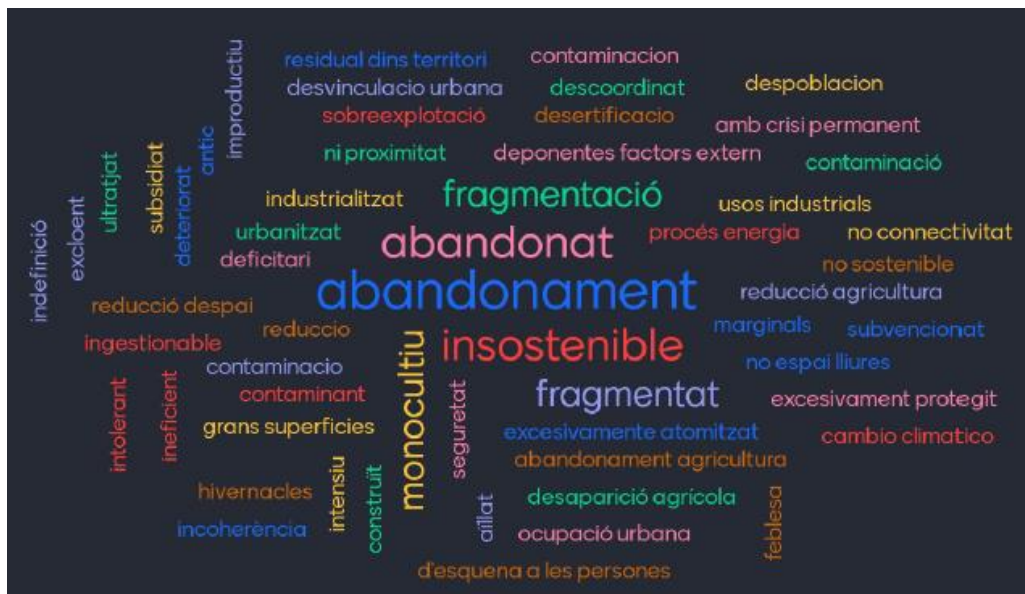 residual dins territori
contaminacion
improductiu
desvinculacio urbana
descoordinat
despoblacion
sobreexplotació
desertificacio
amb crisi permanent
antic
ni proximitat
deponentes factors extern
contaminació
ultratjat
subsidiat
deteriorat
industrialitzat
fragmentació
usos industrials
excloent
urbanitzat
abandonat
procés energia
no connectivitat
indefinició
deficitari
no sostenible
abandonament
reducció agricultura
reducció despai
reduccio
marginals
subvencionat
ingestionable
insostenible
no espai lliures
contaminacio
monocultiu
contaminant
fragmentat
excesivament protegit
intolerant
ineficient
grans superficies
seguretat
excesivamente atomitzat
cambio climatico
abandonament agricultura
hivernacles
intensiu
construït
desaparició agrícola
incoherència
aïllat
ocupació urbana
feblesa
d'esquena a les persones